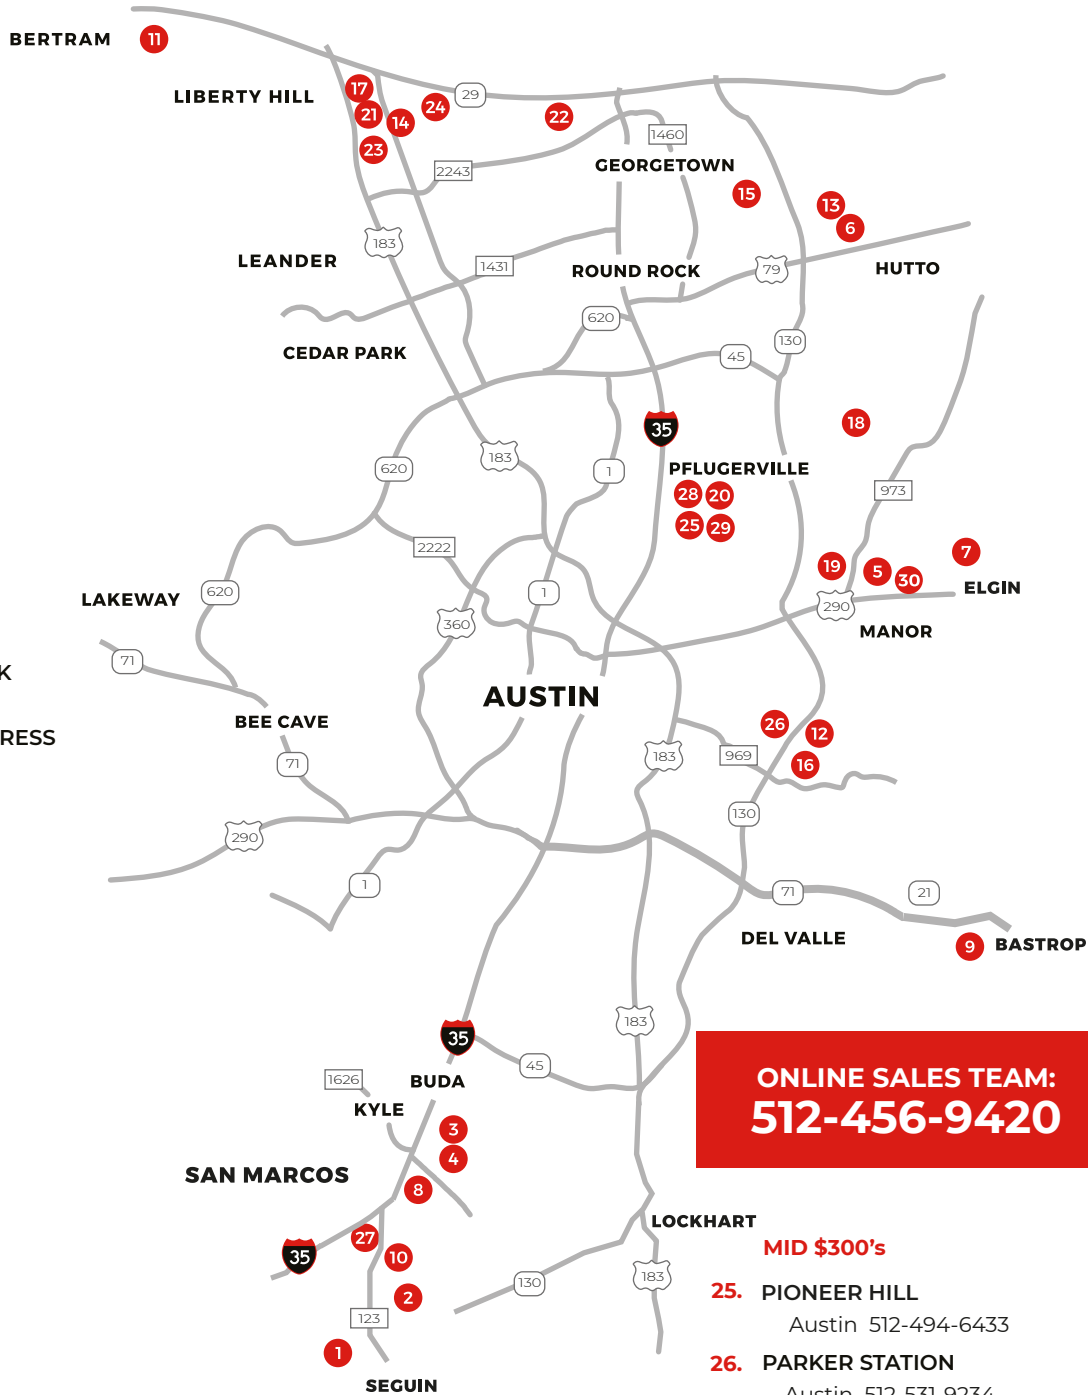 BERTRAM
11
LIBERTY HILL
17
21
14
24
29
22
23
1460
2243
GEORGETOWN
15
13
6
183
LEANDER
1431
ROUND ROCK
79
HUTTO
620
CEDAR PARK
45
130
18
35
183
620
1
PFLUGERVILLE
28
20
25
29
973
2222
7
19
5
30
ELGIN
LAKEWAY
620
1
290
360
MANOR
71
K
AUSTIN
BEE CAVE
RESS
26
12
183
969
16
71
130
290
1
71
21
DEL VALLE
9
BASTROP
183
35
45
1626
BUDA
KYLE
3
4
SAN MARCOS
8
27
10
35
2
123
1
SEGUIN
130
LOCKHART
183
ONLINE SALES TEAM:
512-456-9420
MID $300's
25. PIONEER HILL
Austin 512-494-6433
26. PARKER STATION
Austin 512-531-9234